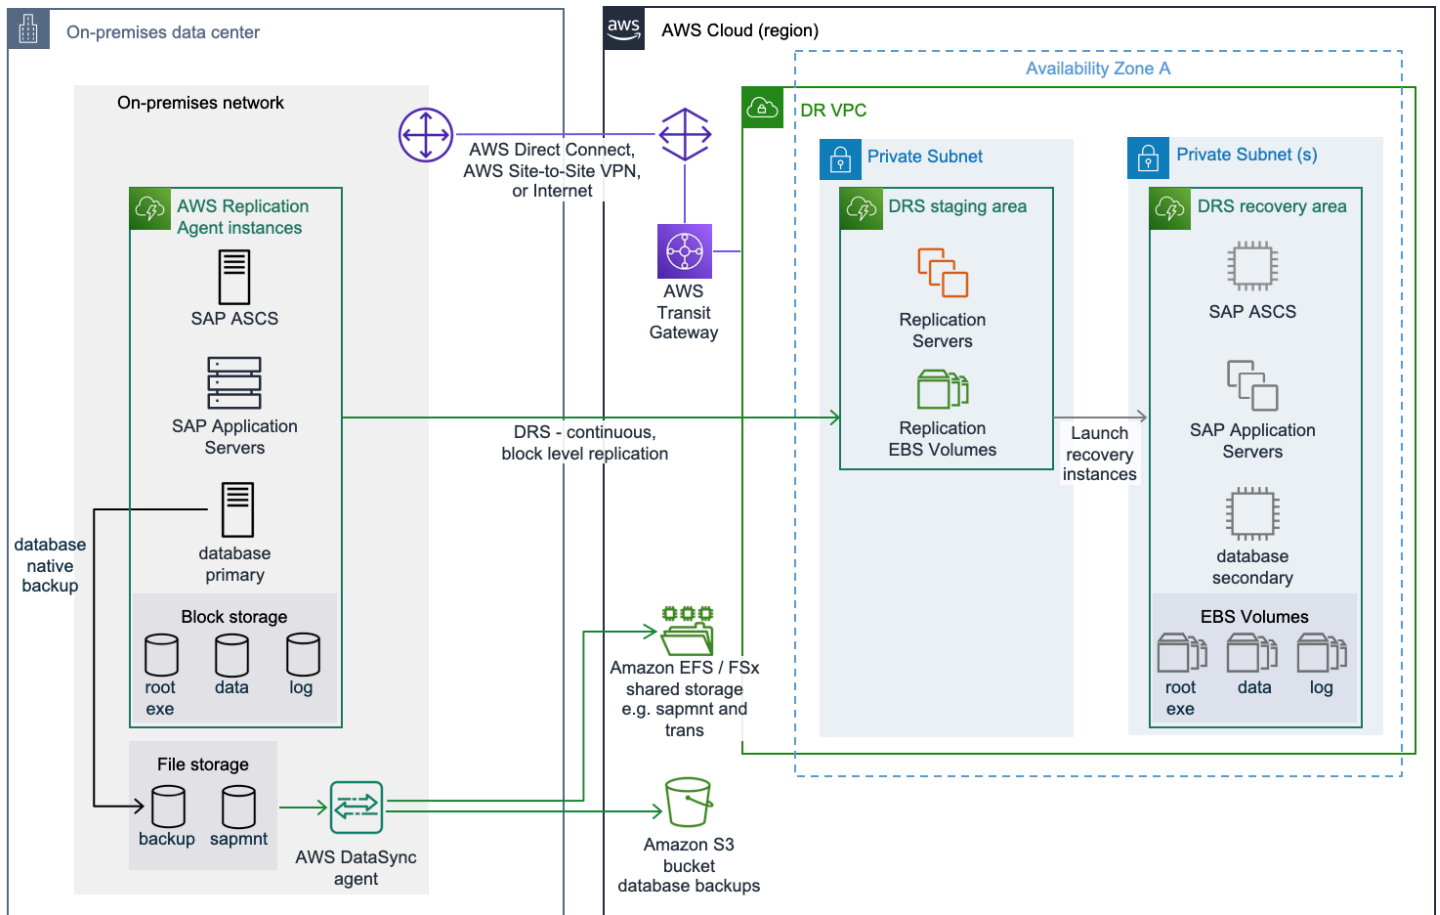 On-premises data center
aws
AWS Cloud (region)
Availability Zone A
On-premises network
DR VPC
AWS Direct Connect,
AWS Site-to-Site VPN,
or Internet
Private Subnet
Private Subnet (s)
AWS Replication
Agent instances
DRS staging area
DRS recovery area
SAP ASCS
AWS
Transit
Gateway
Replication
Servers
SAP ASCS
SAP Application
Servers
DRS - continuous,
block level replication
Replication
EBS Volumes
Launch
recovery
instances
SAP Application
Servers
database
native
backup
database
primary
database
secondary
Block storage
root
exe
data
log
Amazon EFS / FSx
shared storage
e.g. sapmnt and
trans
EBS Volumes
root
exe
data
log
File storage
backup
sapmnt
AWS DataSync
agent
Amazon S3
bucket
database backups